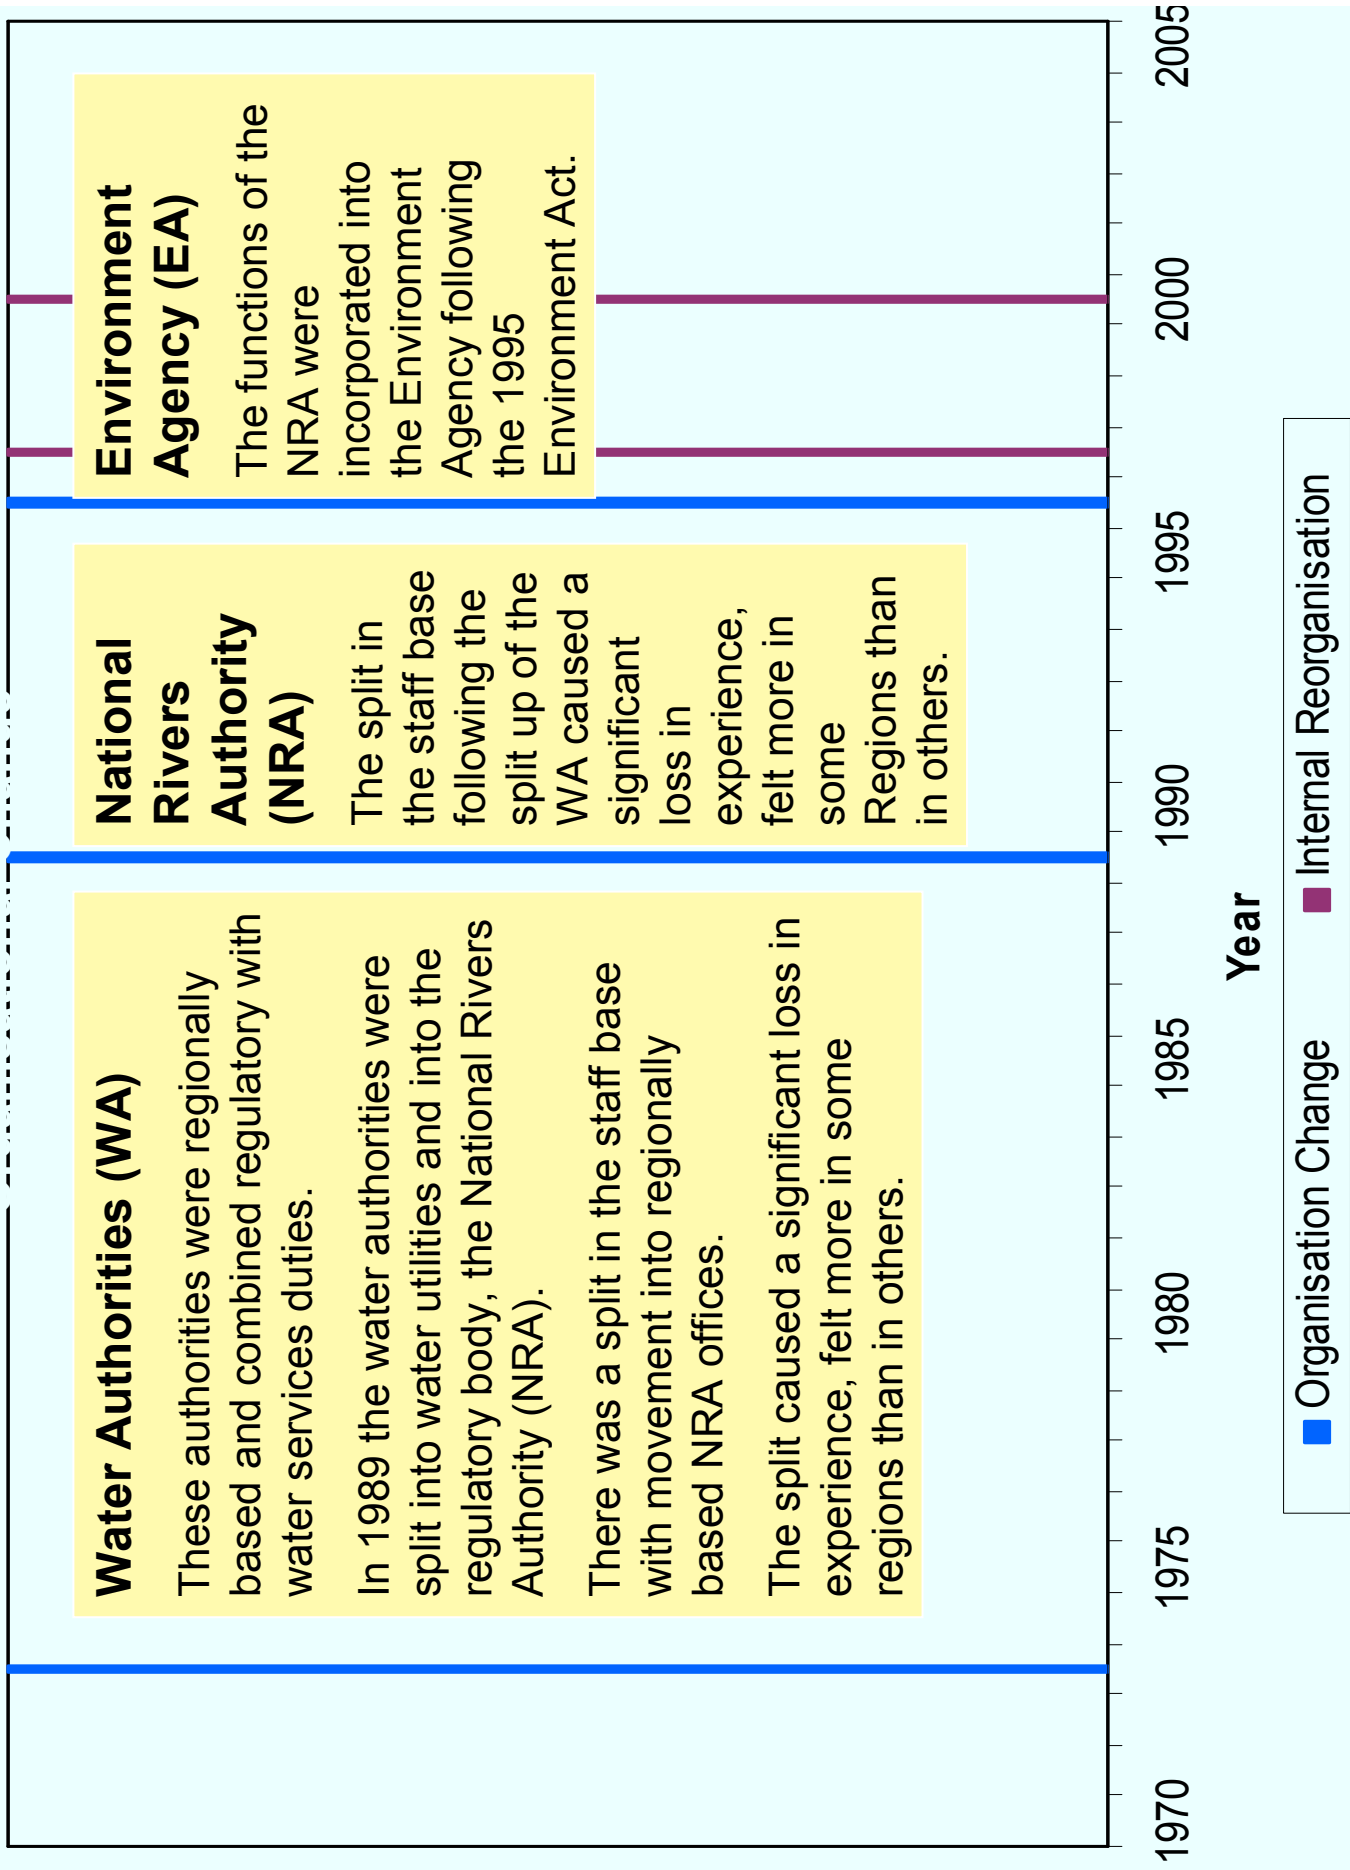 Water Authorities (WA)
These authorities were regionally
based and combined regulatory with
water services duties.
In 1989 the water authorities were
split into water utilities and into the
regulatory body, the National Rivers
Authority (NRA).
There was a split in the staff base
with movement into regionally
based NRA offices.
The split caused a significant loss in
experience, felt more in some
regions than in others.
National
Rivers
Authority
(NRA)
The split in
the staff base
following the
split up of the
WA caused a
significant
loss in
experience,
felt more in
some
Regions than
in others.
Environment
Agency (EA)
The functions of the
NRA were
incorporated into
the Environment
Agency following
the 1995
Environment Act.
1970 1975 1980 1985 1990 1995 2000 2005
Year
Organisation Change Internal Reorganisation